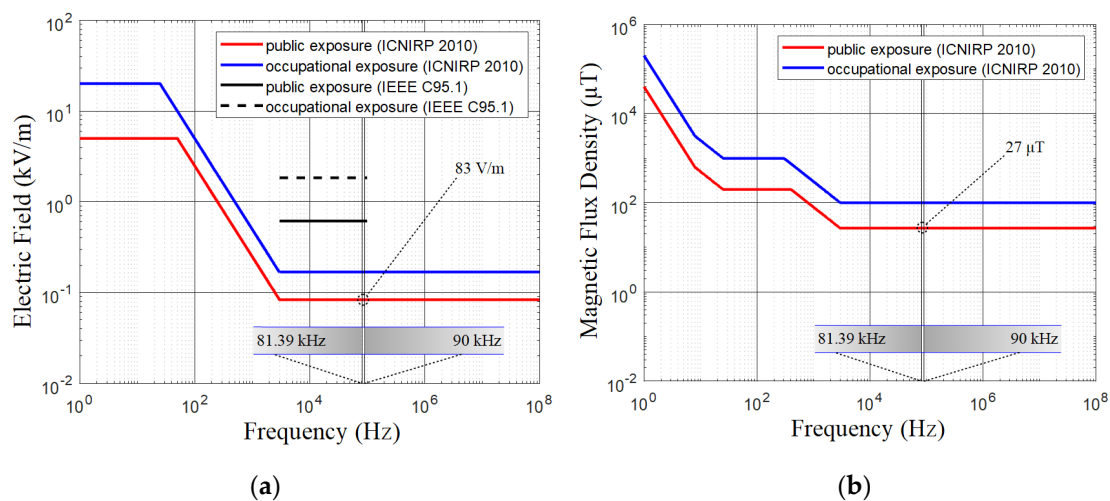 10^2
10^1
10^0
10^-1
10^-2
Electric Field (kV/m)
public exposure (ICNIRP 2010)
occupational exposure (ICNIRP 2010)
public exposure (IEEE C95.1)
occupational exposure (IEEE C95.1)
83 V/m
81.39 kHz 90 kHz
10^0 10^2 10^4 10^6 10^8
Frequency (Hz)
(a)
10^6
10^4
10^2
10^0
10^-2
Magnetic Flux Density (μT)
public exposure (ICNIRP 2010)
occupational exposure (ICNIRP 2010)
27 μT
81.39 kHz 90 kHz
10^0 10^2 10^4 10^6 10^8
Frequency (Hz)
(b)